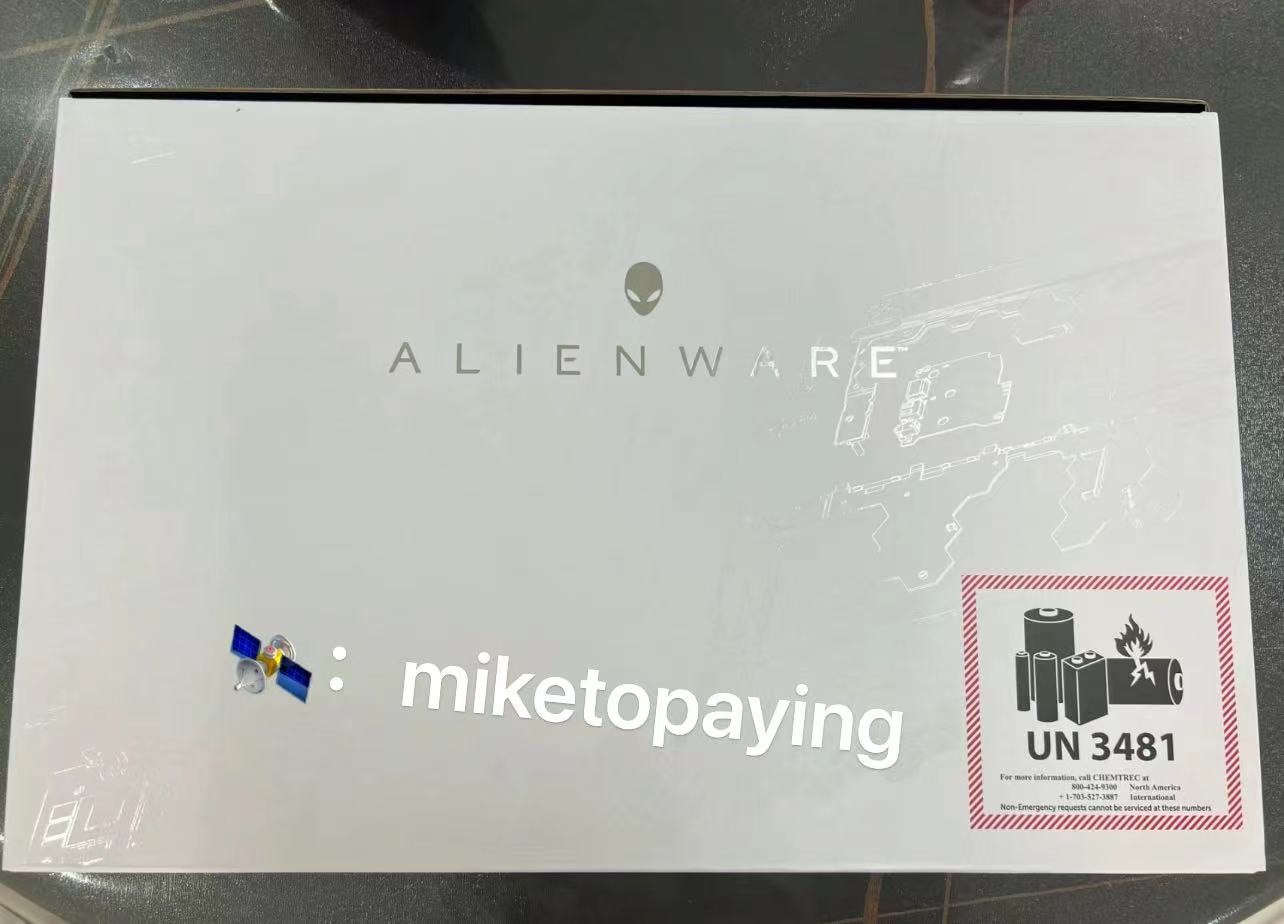 ALIENWARE™
: miketopaying
UN 3481
For more information, call CHEMTREC at
800-424-9300 North America
+ 1-703-527-3887 International
Non-Emergency requests cannot be serviced at these numbers